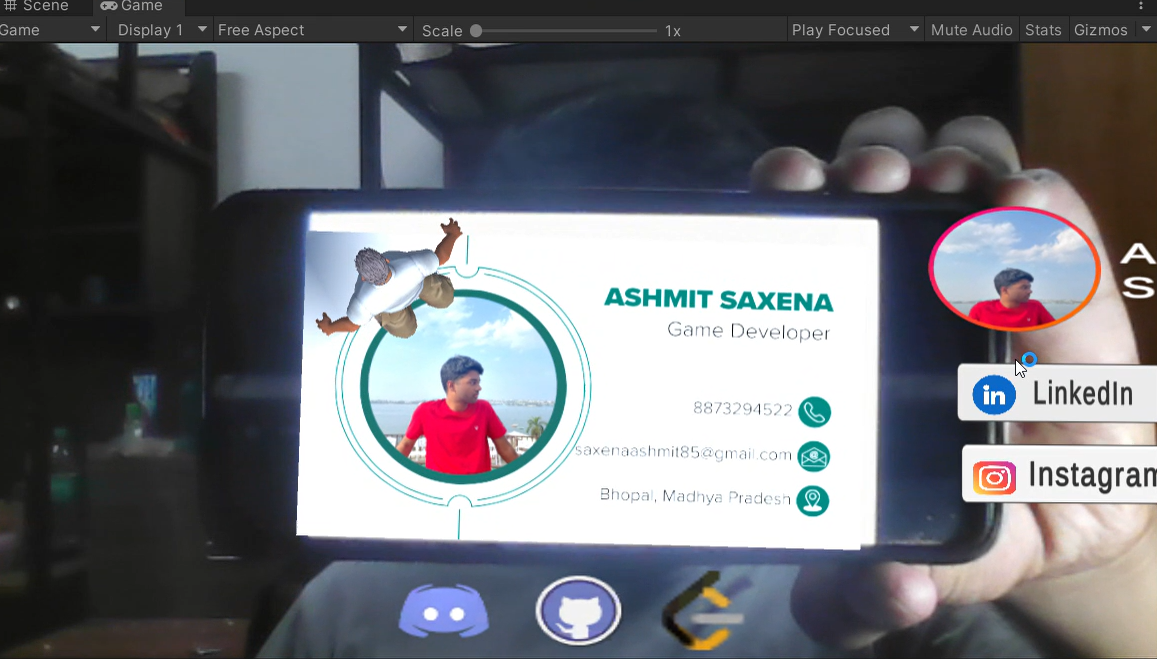 Scene
Game
Game
Display 1
Free Aspect
Scale
1x
Play Focused
Mute Audio
Stats
Gizmos
ASHMIT SAXENA
Game Developer
8873294522
saxenaashmit85@gmail.com
Bhopal, Madhya Pradesh
A
S
in LinkedIn
Instagram